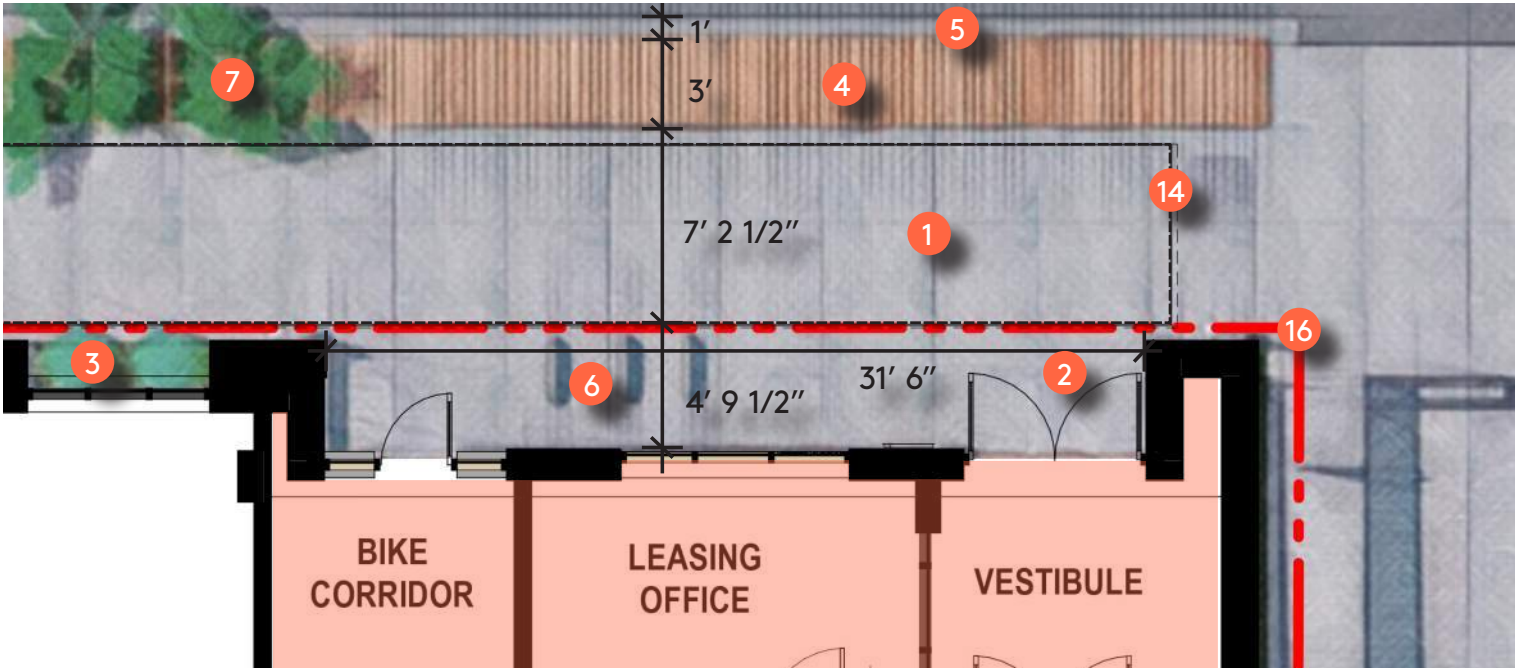 5
1′
7
4
3′
14
7′ 2 1/2″
1
16
3
6
31′ 6″
2
4′ 9 1/2″
BIKE
CORRIDOR
LEASING
OFFICE
VESTIBULE